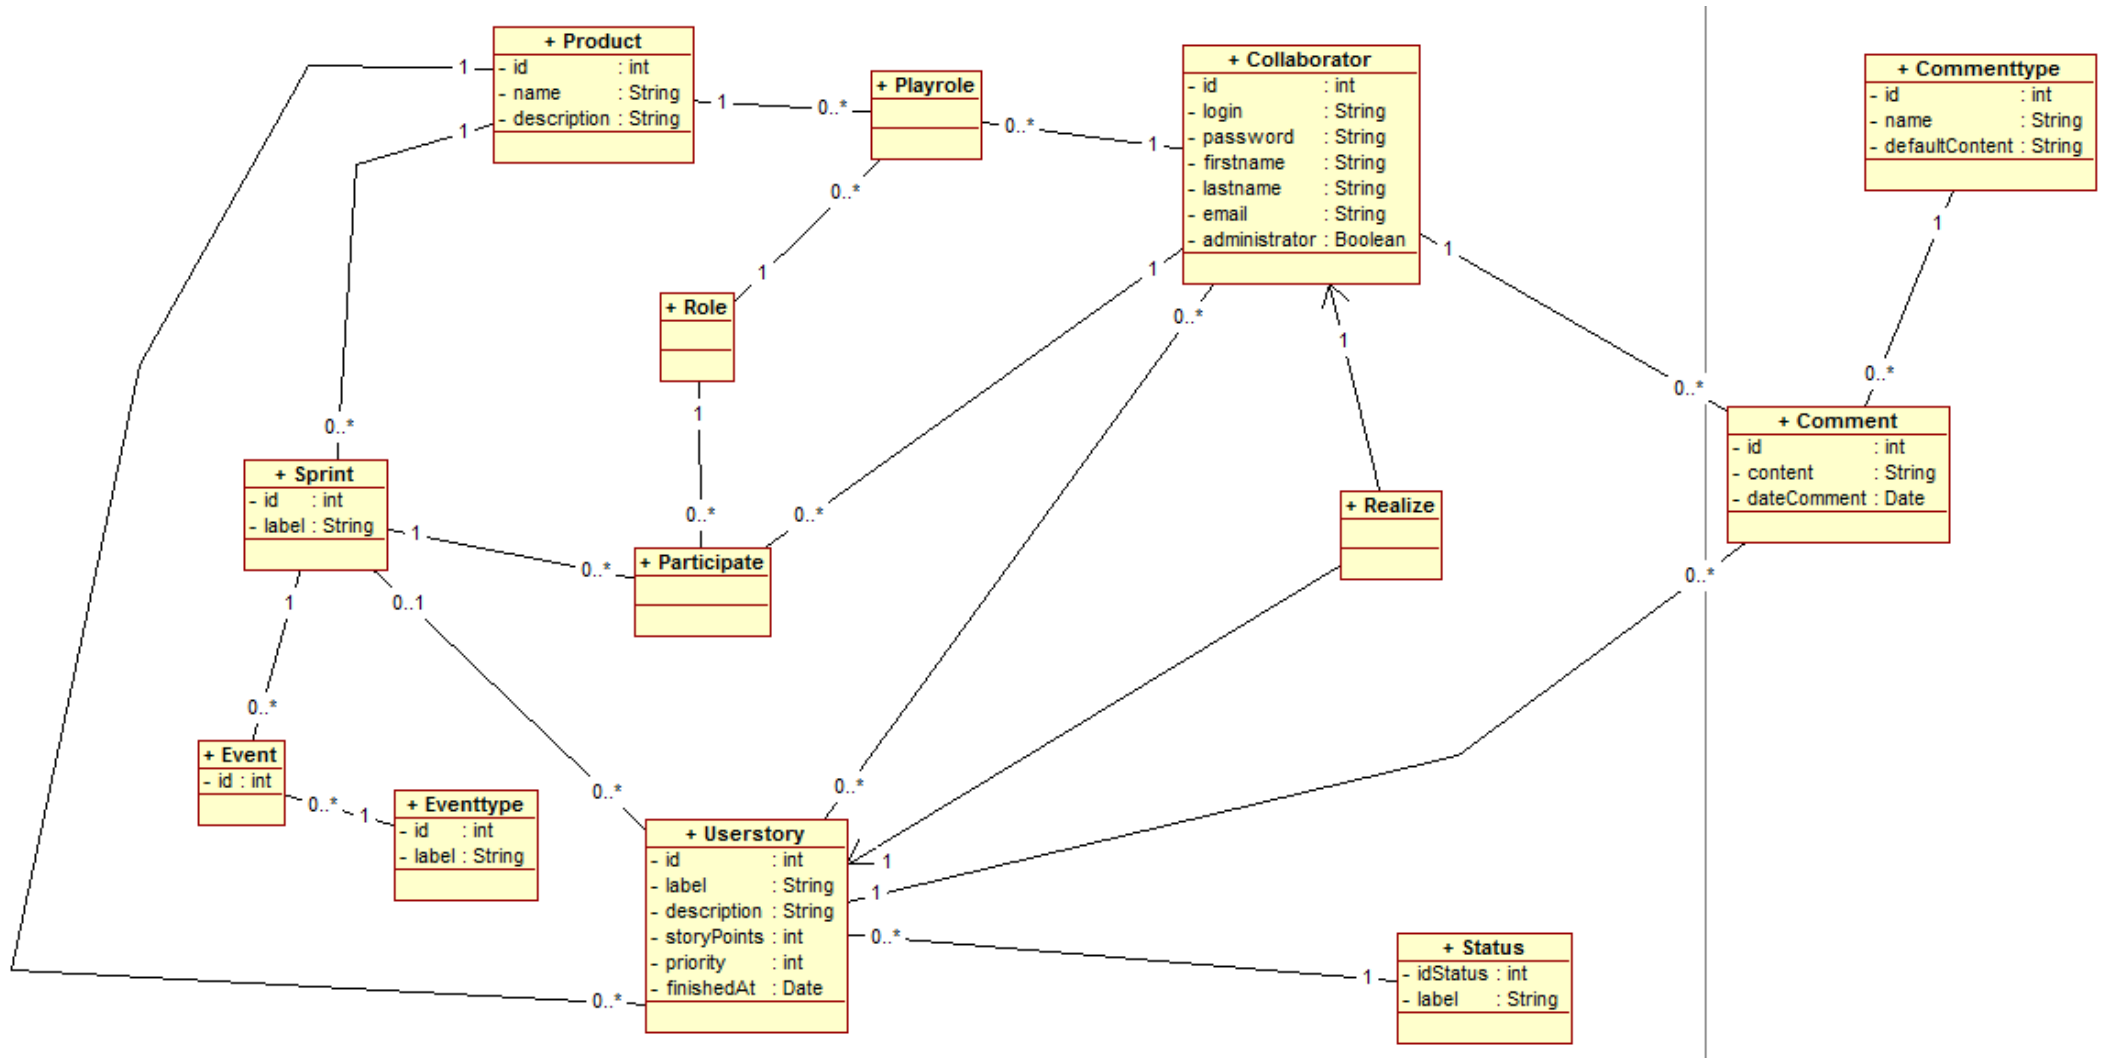 + Product
- id : int
- name : String
- description : String
1
1
1
0..*
+ Playrole
0..*
1
0..*
1
+ Collaborator
- id : int
- login : String
- password : String
- firstname : String
- lastname : String
- email : String
- administrator : Boolean
1
0..*
1
1
0..*
+ Commenttype
- id : int
- name : String
- defaultContent : String
1
0..*
+ Role
1
0..*
0..*
+ Comment
- id : int
- content : String
- dateComment : Date
0..*
0..*
+ Sprint
- id : int
- label : String
1
0..*
+ Participate
+ Realize
1
0..1
0..*
+ Event
- id : int
0..*
1
+ Eventtype
- id : int
- label : String
0..*
0..*
+ Userstory
- id : int
- label : String
- description : String
- storyPoints : int
- priority : int
- finishedAt : Date
1
1
0..*
1
0..*
+ Status
- idStatus : int
- label : String